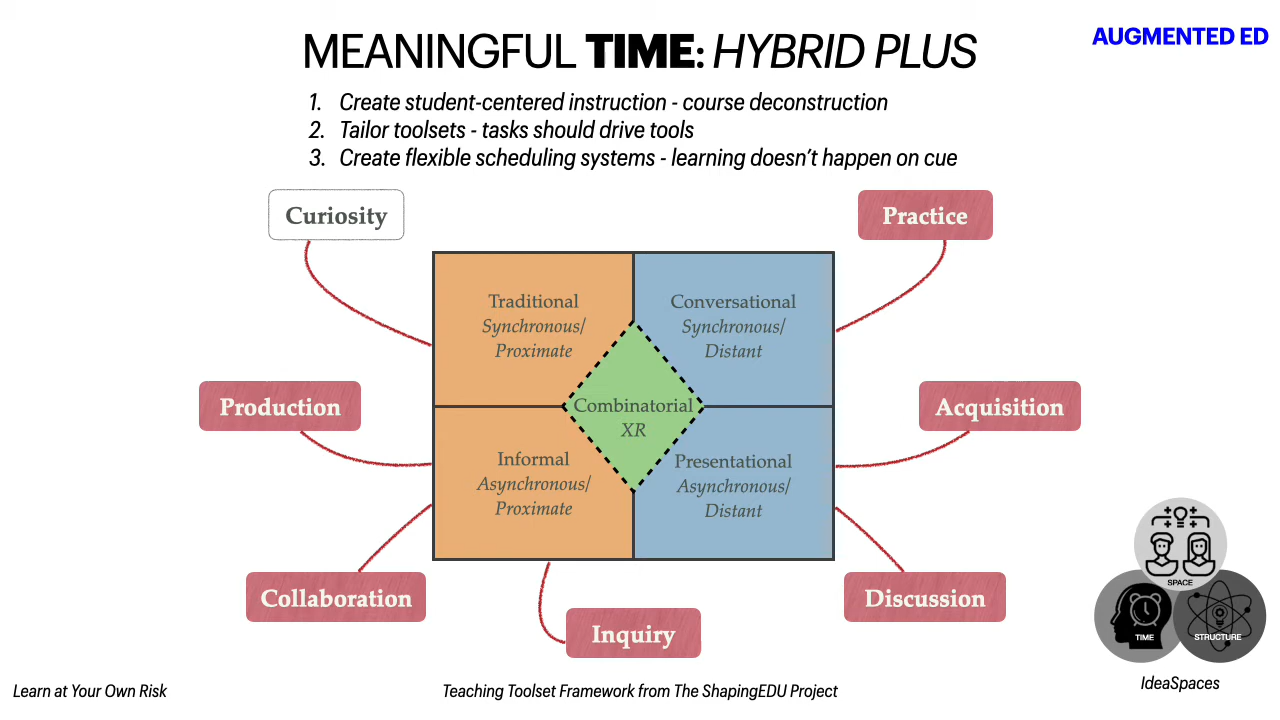 MEANINGFUL TIME: HYBRID PLUS
AUGMENTED ED
1. Create student-centered instruction - course deconstruction
2. Tailor toolsets - tasks should drive tools
3. Create flexible scheduling systems - learning doesn’t happen on cue
Curiosity
Practice
Traditional
Synchronous/
Proximate
Conversational
Synchronous/
Distant
Production
Combinatorial
XR
Acquisition
Informal
Asynchronous/
Proximate
Presentational
Asynchronous/
Distant
Collaboration
Inquiry
Discussion
SPACE
TIME
STRUCTURE
IdeaSpaces
Learn at Your Own Risk
Teaching Toolset Framework from The ShapingEDU Project